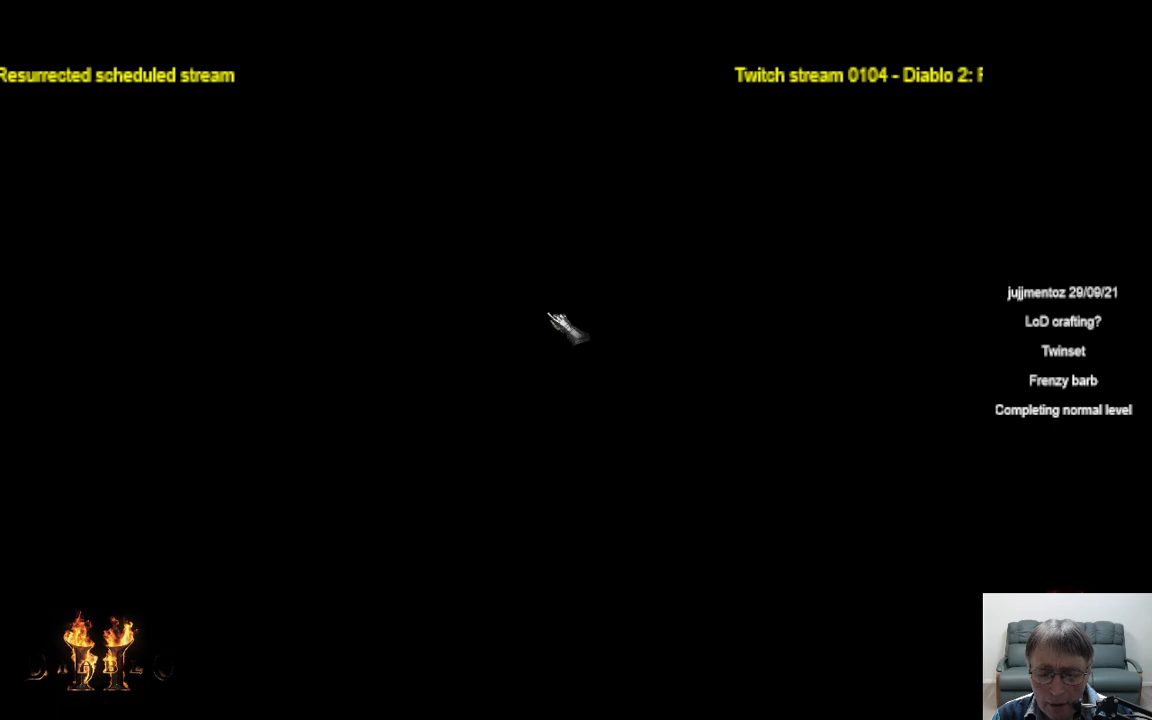 Resurrected scheduled stream
Twitch stream 0104 - Diablo 2:
jujjmentoz 29/09/21
LoD crafting?
Twinset
Frenzy barb
Completing normal level